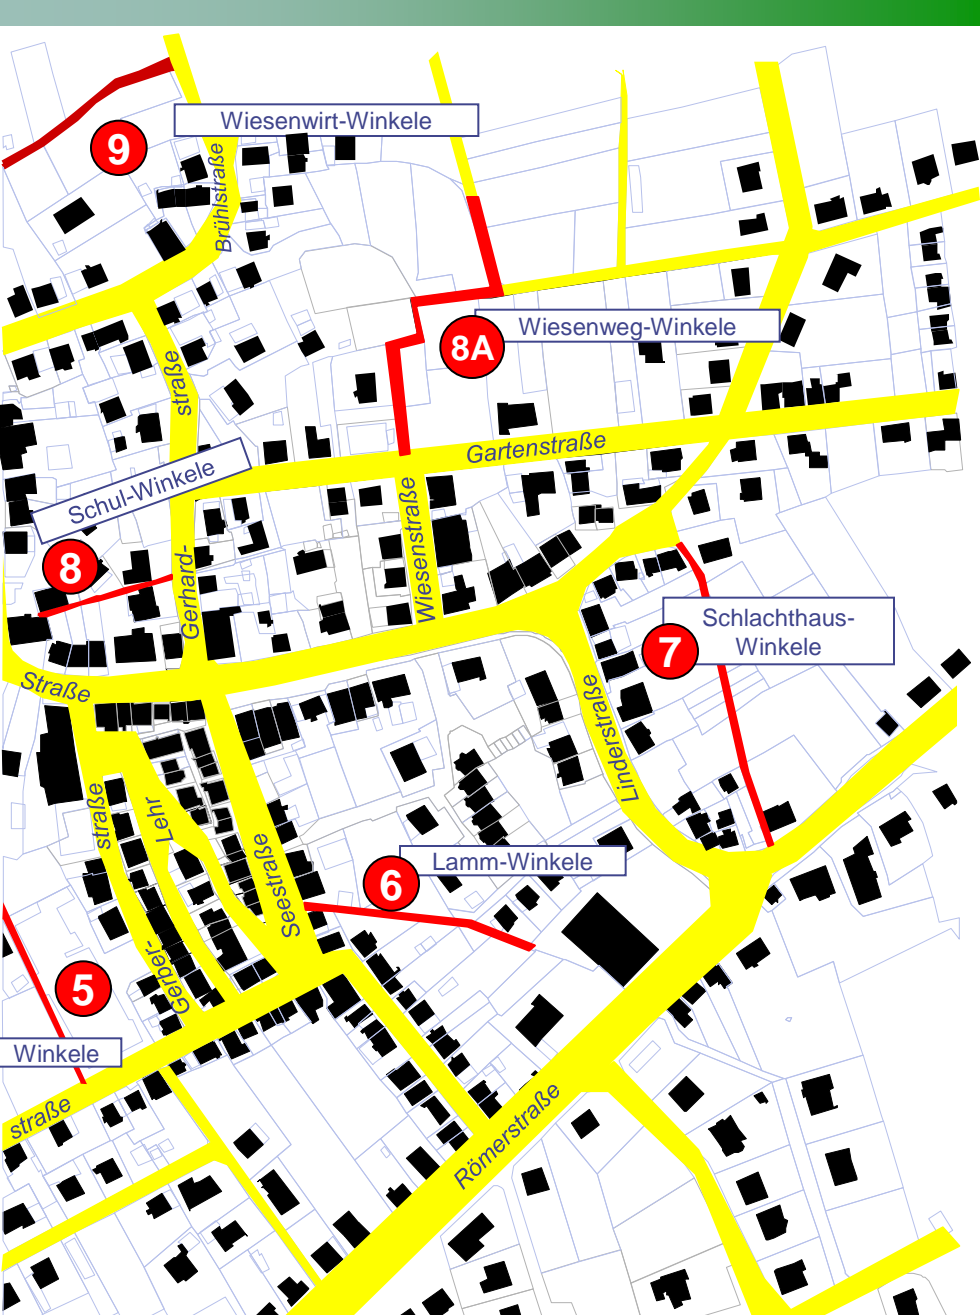 Wiesenwirt-Winkele
9
Brühlstraße
Wiesenweg-Winkele
8A
straße
Gartenstraße
Schul-Winkele
8
Wiesenstraße
Gerhard-
Schlachthaus-
Winkele
7
Straße
Linderstraße
straße
Lehr
Seestraße
Lamm-Winkele
6
Gerber-
5
Winkele
straße
Römerstraße